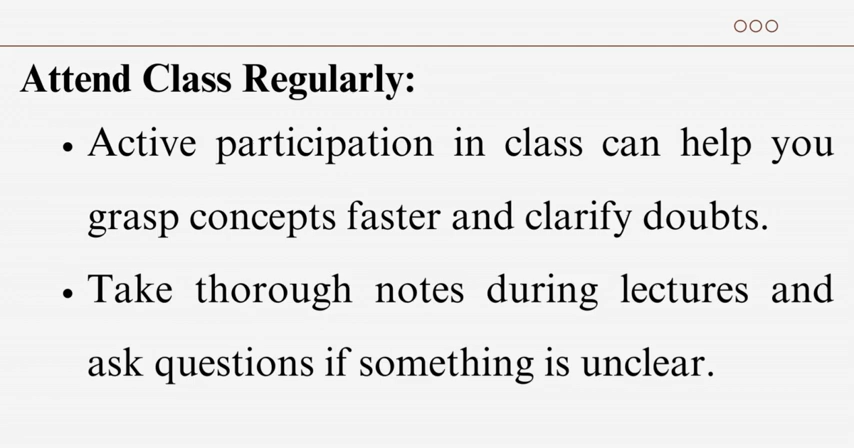 Attend Class Regularly:
• Active participation in class can help you
grasp concepts faster and clarify doubts.
• Take thorough notes during lectures and
ask questions if something is unclear.